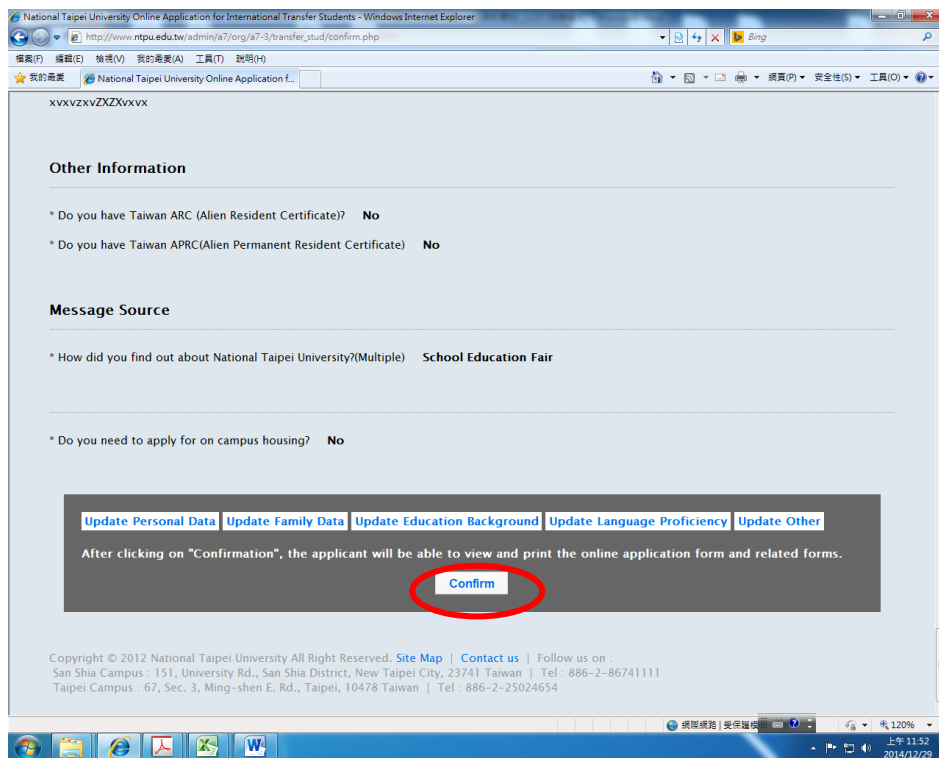 National Taipei University Online Application for International Transfer Students - Windows Internet Explorer
http://www.ntpu.edu.tw/admin/a7/org/a7-3/transfer_stud/confirm.php
Bing
檔案(F) 編輯(E) 檢視(V) 我的最愛(A) 工具(T) 說明(H)
我的最愛 National Taipei University Online Application f... 網頁(P) 安全性(S) 工具(O)
xvxvzxvZXZXvxvx
Other Information
* Do you have Taiwan ARC (Alien Resident Certificate)? No
* Do you have Taiwan APRC(Alien Permanent Resident Certificate) No
Message Source
* How did you find out about National Taipei University?(Multiple) School Education Fair
* Do you need to apply for on campus housing? No
Update Personal Data Update Family Data Update Education Background Update Language Proficiency Update Other
After clicking on "Confirmation", the applicant will be able to view and print the online application form and related forms.
Confirm
Copyright © 2012 National Taipei University All Right Reserved. Site Map | Contact us | Follow us on :
San Shia Campus : 151, University Rd., San Shia District, New Taipei City, 23741 Taiwan | Tel : 886-2-86741111
Taipei Campus : 67, Sec. 3, Ming-shen E. Rd., Taipei, 10478 Taiwan | Tel : 886-2-25024654
網際網路 | 受保護模 120%
上午 11:52
2014/12/29